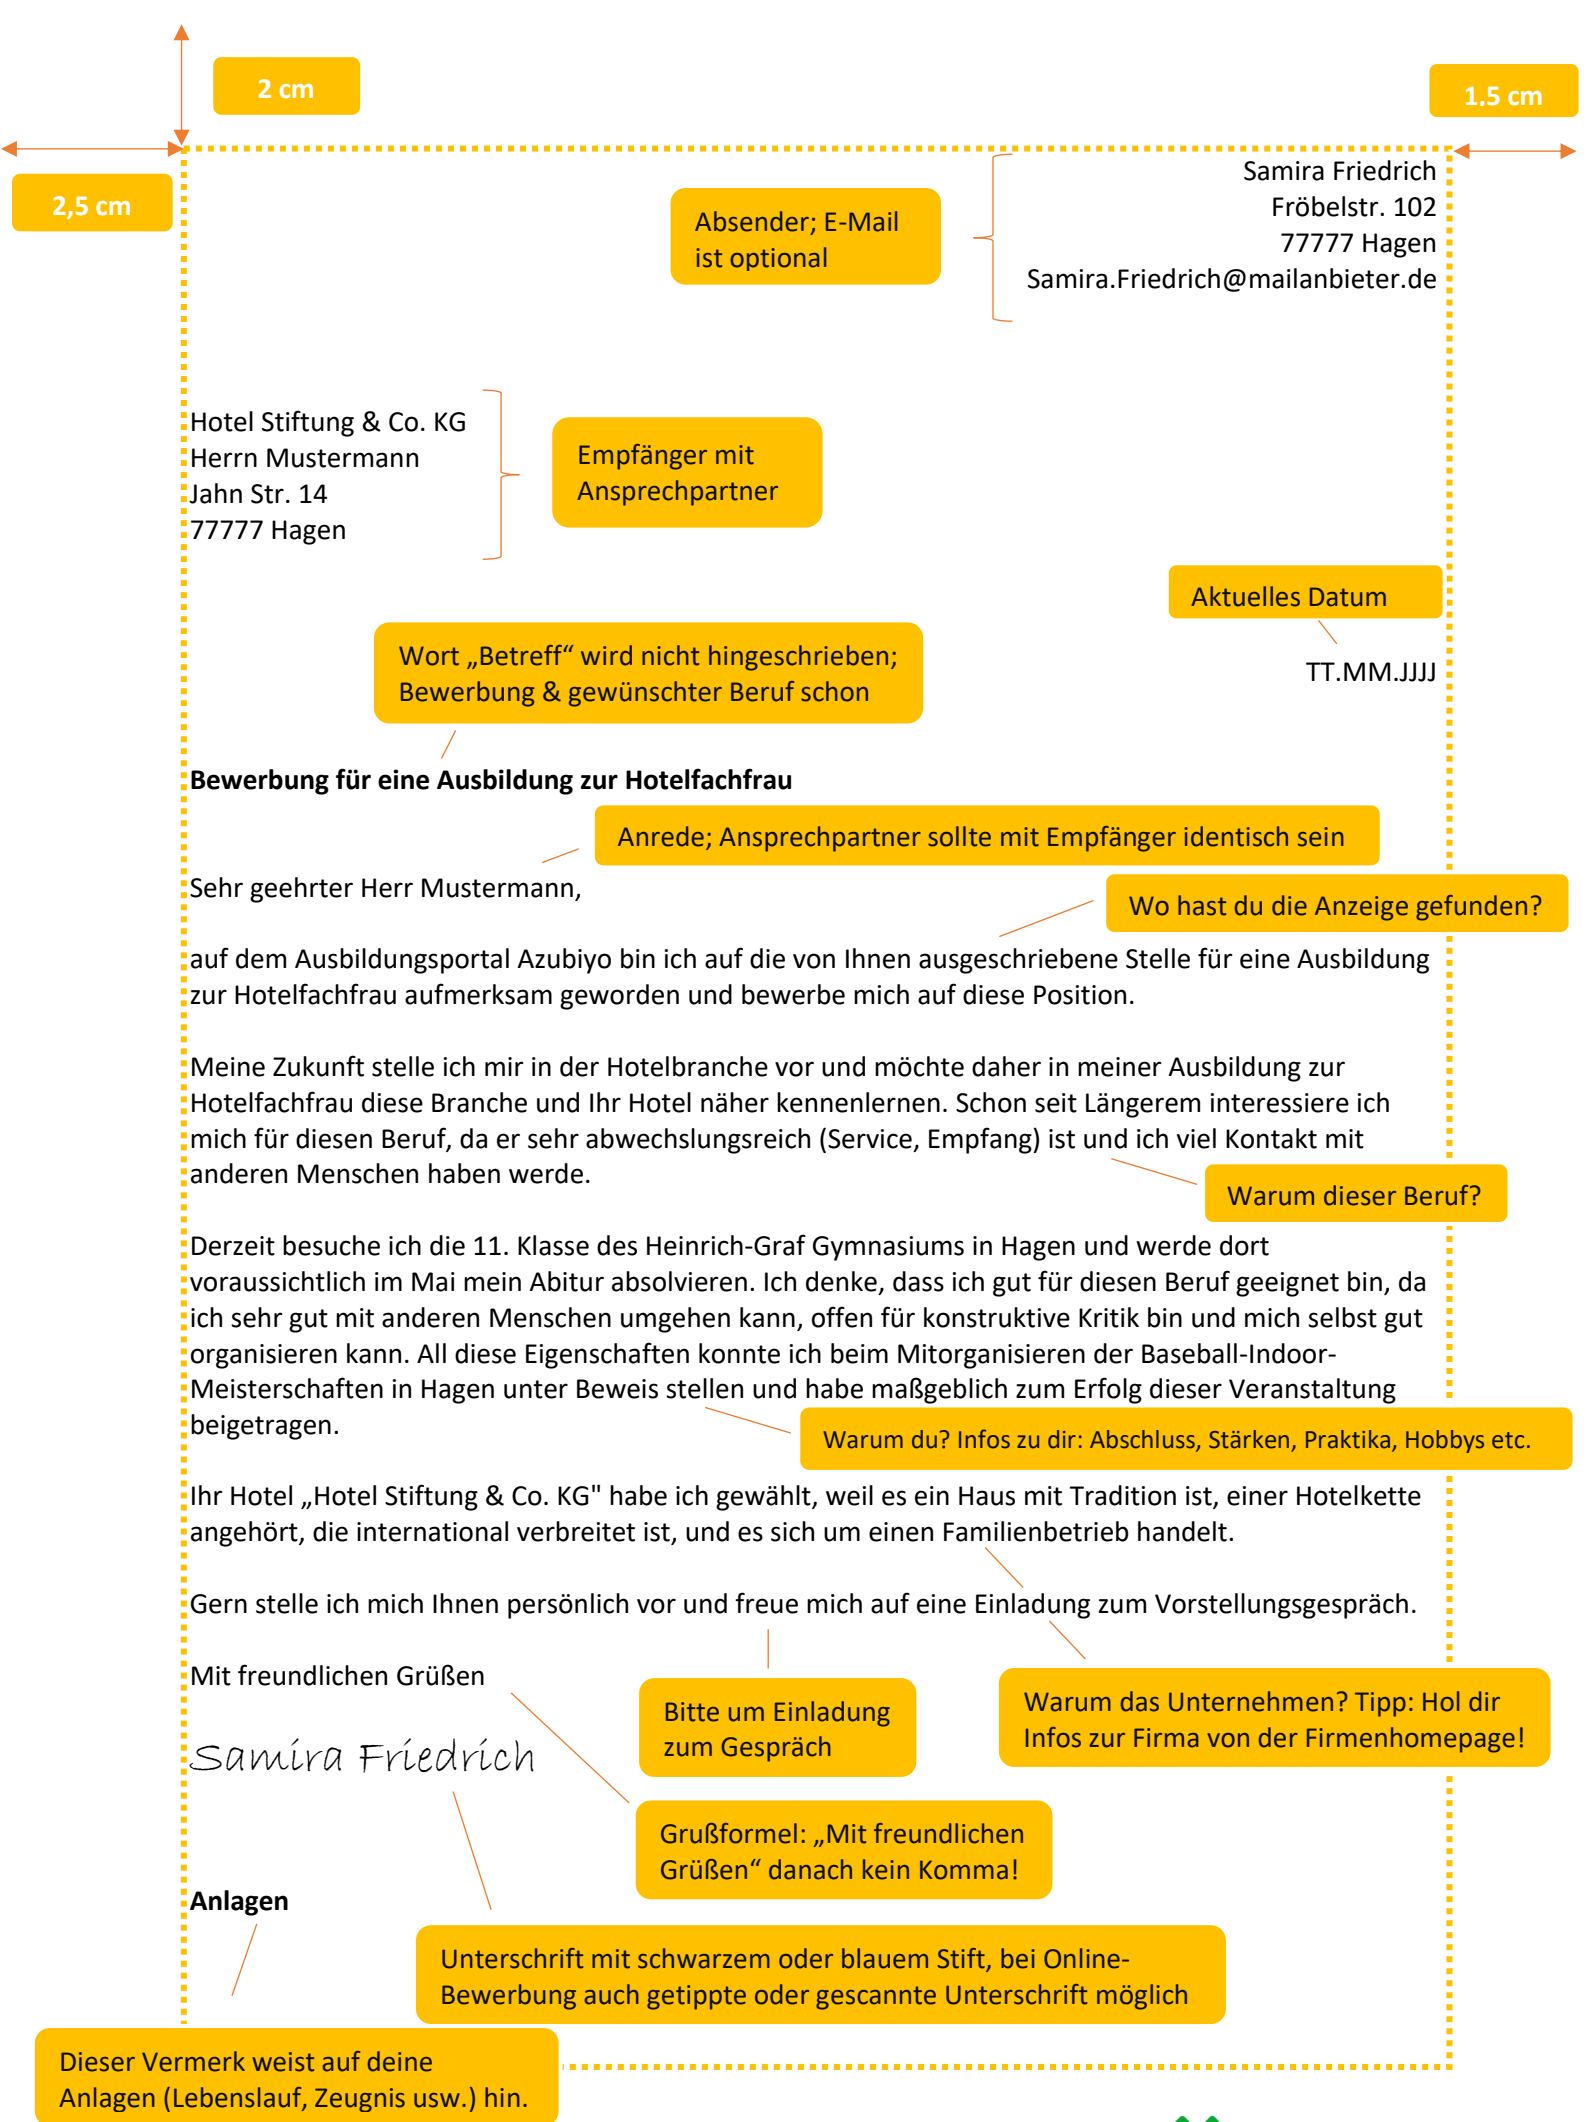 2 cm
1,5 cm
2,5 cm
Samira Friedrich
Fröbelstr. 102
77777 Hagen
Samira.Friedrich@mailanbieter.de
Absender; E-Mail
ist optional
Hotel Stiftung & Co. KG
Herrn Mustermann
Jahn Str. 14
77777 Hagen
Empfänger mit
Ansprechpartner
Aktuelles Datum
TT.MM.JJJJ
Wort „Betreff“ wird nicht hingeschrieben;
Bewerbung & gewünschter Beruf schon
Bewerbung für eine Ausbildung zur Hotelfachfrau
Anrede; Ansprechpartner sollte mit Empfänger identisch sein
Sehr geehrter Herr Mustermann,
Wo hast du die Anzeige gefunden?
auf dem Ausbildungsportal Azubiyo bin ich auf die von Ihnen ausgeschriebene Stelle für eine Ausbildung
zur Hotelfachfrau aufmerksam geworden und bewerbe mich auf diese Position.
Meine Zukunft stelle ich mir in der Hotelbranche vor und möchte daher in meiner Ausbildung zur
Hotelfachfrau diese Branche und Ihr Hotel näher kennenlernen. Schon seit Längerem interessiere ich
mich für diesen Beruf, da er sehr abwechslungsreich (Service, Empfang) ist und ich viel Kontakt mit
anderen Menschen haben werde.
Warum dieser Beruf?
Derzeit besuche ich die 11. Klasse des Heinrich-Graf Gymnasiums in Hagen und werde dort
voraussichtlich im Mai mein Abitur absolvieren. Ich denke, dass ich gut für diesen Beruf geeignet bin, da
ich sehr gut mit anderen Menschen umgehen kann, offen für konstruktive Kritik bin und mich selbst gut
organisieren kann. All diese Eigenschaften konnte ich beim Mitorganisieren der Baseball-Indoor-
Meisterschaften in Hagen unter Beweis stellen und habe maßgeblich zum Erfolg dieser Veranstaltung
beigetragen.
Warum du? Infos zu dir: Abschluss, Stärken, Praktika, Hobbys etc.
Ihr Hotel „Hotel Stiftung & Co. KG" habe ich gewählt, weil es ein Haus mit Tradition ist, einer Hotelkette
angehört, die international verbreitet ist, und es sich um einen Familienbetrieb handelt.
Gern stelle ich mich Ihnen persönlich vor und freue mich auf eine Einladung zum Vorstellungsgespräch.
Mit freundlichen Grüßen
Bitte um Einladung
zum Gespräch
Warum das Unternehmen? Tipp: Hol dir
Infos zur Firma von der Firmenhomepage!
Samira Friedrich
Grußformel: „Mit freundlichen
Grüßen“ danach kein Komma!
Anlagen
Unterschrift mit schwarzem oder blauem Stift, bei Online-
Bewerbung auch getippte oder gescannte Unterschrift möglich
Dieser Vermerk weist auf deine
Anlagen (Lebenslauf, Zeugnis usw.) hin.